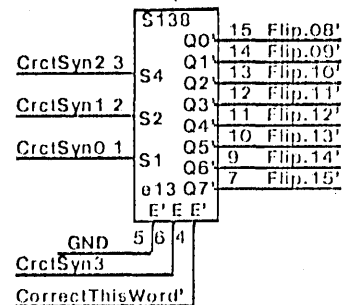 S138
Q0' 15 Flip.08'
Q1' 14 Flip.09'
CrctSyn2 3 S4 Q2' 13 Flip.10'
Q3' 12 Flip.11'
CrctSyn1 2 S2 Q4' 11 Flip.12'
Q5' 10 Flip.13'
CrctSyn0 1 S1 Q6' 9 Flip.14'
e13 Q7' 7 Flip.15'
E' E E'
GND 5 6 4
CrctSyn3
CorrectThisWord'